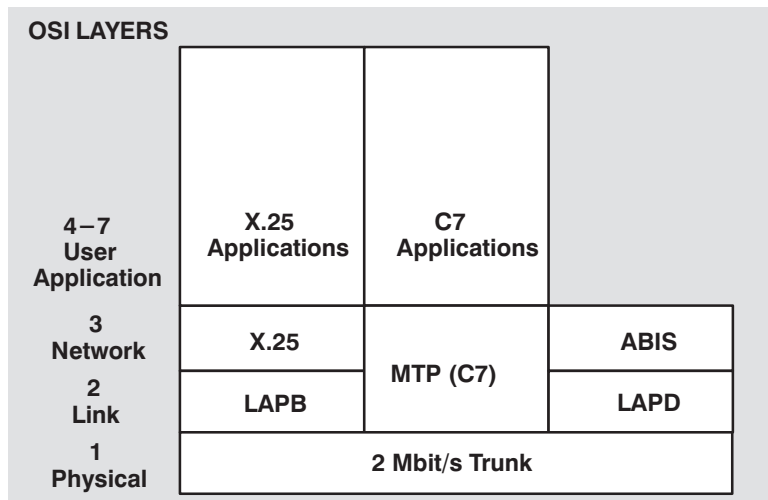 OSI LAYERS
4–7
User
Application
X.25
Applications
C7
Applications
3
Network
X.25
MTP (C7)
ABIS
2
Link
LAPB
LAPD
1
Physical
2 Mbit/s Trunk